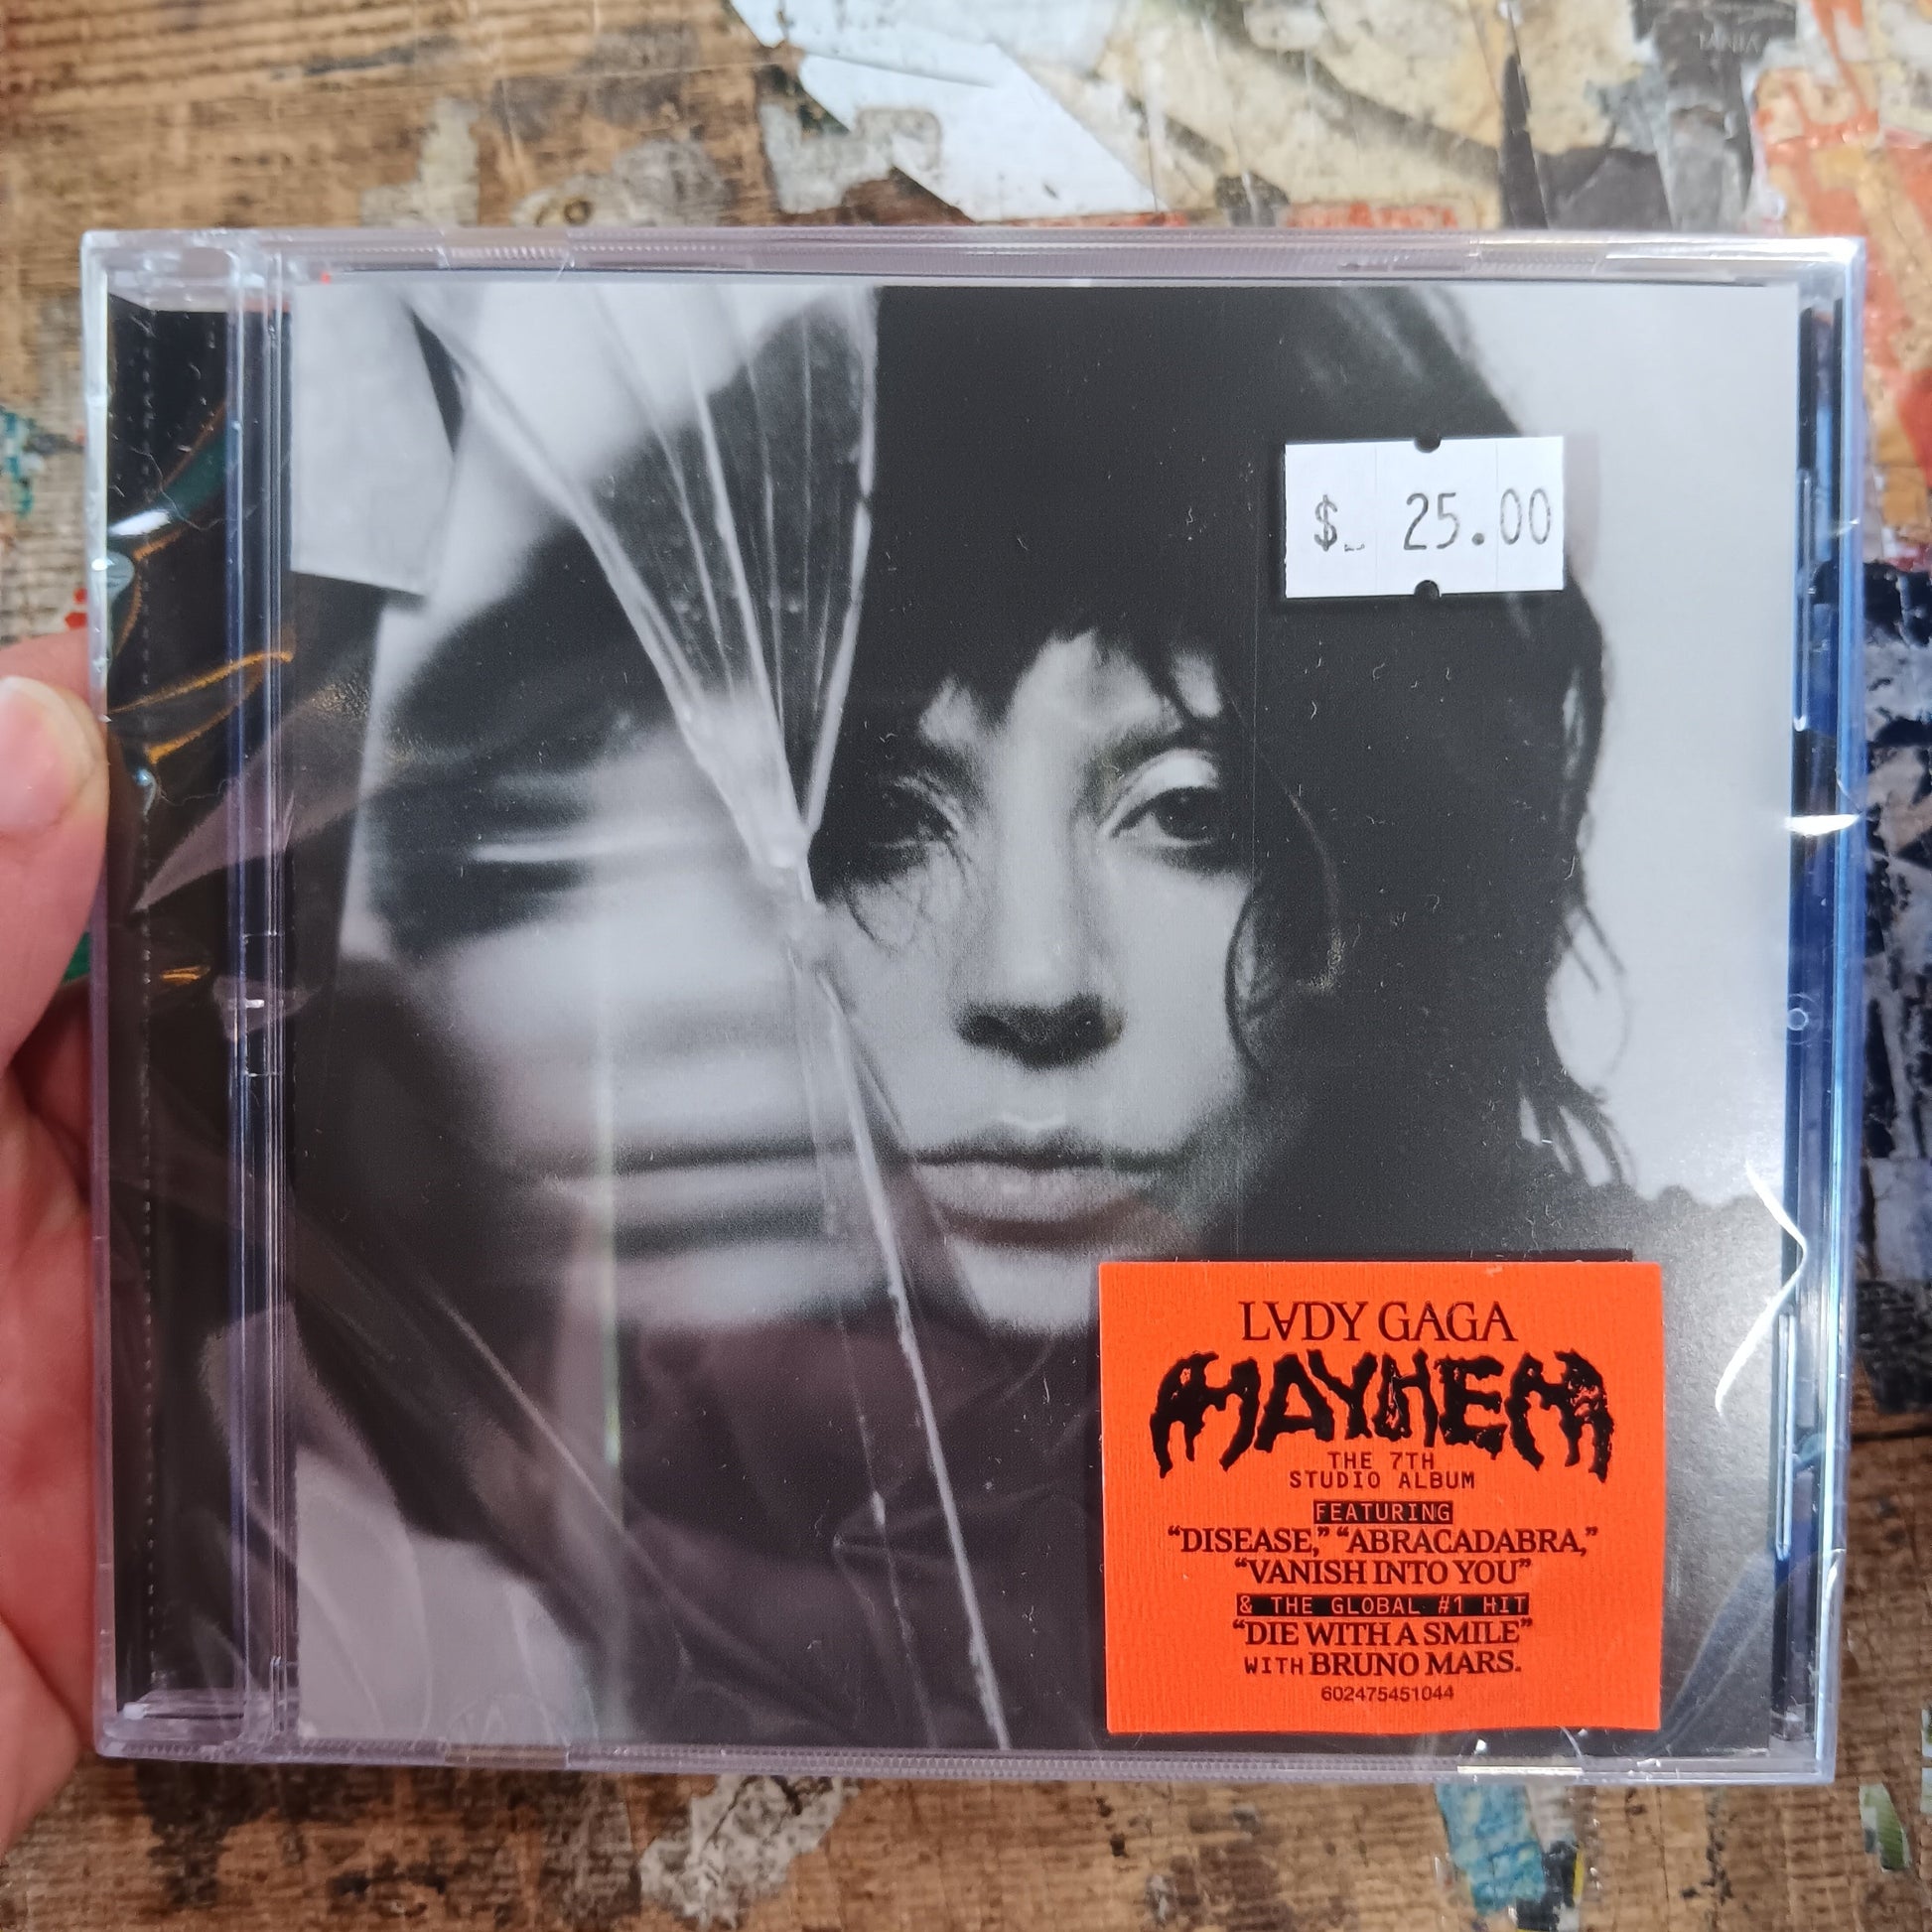 $ 25.00
LVDY GAGA
MAYHEM
THE 7TH
STUDIO ALBUM
FEATURING
“DISEASE,” “ABRACADABRA,”
“VANISH INTO YOU”
& THE GLOBAL #1 HIT
“DIE WITH A SMILE”
WITH BRUNO MARS.
602475451044